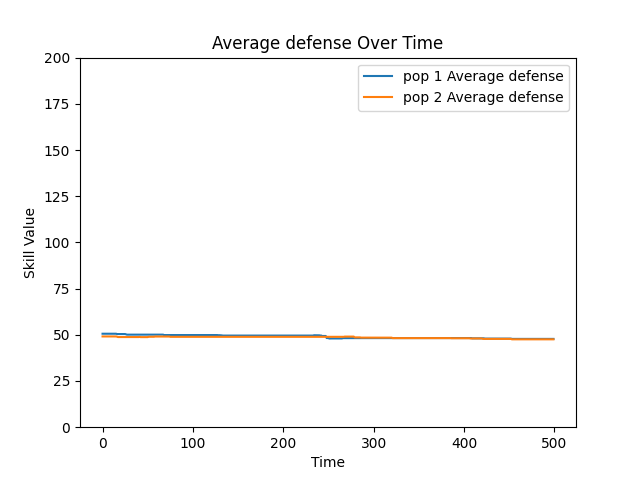 Average defense Over Time
200
175
150
125
100
75
50
25
0
Skill Value
pop 1 Average defense
pop 2 Average defense
0 100 200 300 400 500
Time